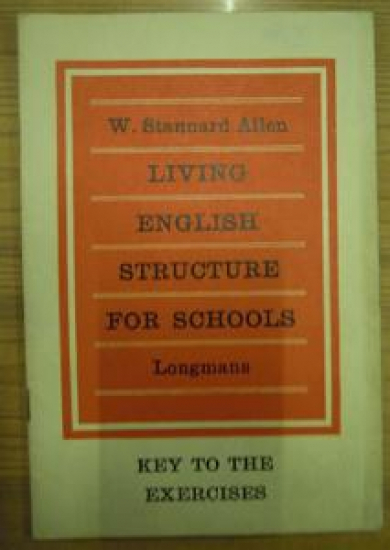 W. Stannard Allen
LIVING
ENGLISH
STRUCTURE
FOR SCHOOLS
Longmans
KEY TO THE
EXERCISES